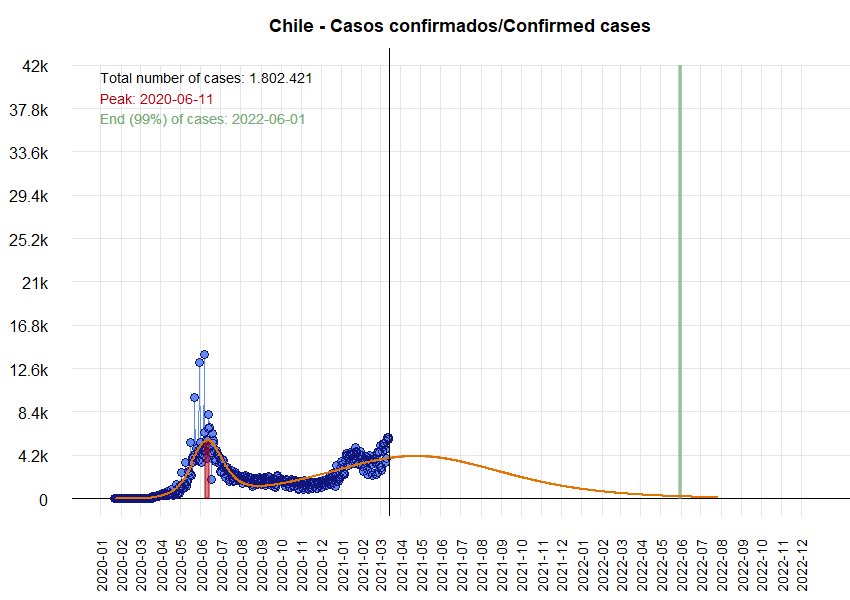 Chile - Casos confirmados/Confirmed cases
Total number of cases: 1.802.421
Peak: 2020-06-11
End (99%) of cases: 2022-06-01
42k
37.8k
33.6k
29.4k
25.2k
21k
16.8k
12.6k
8.4k
4.2k
0
2020-01
2020-02
2020-03
2020-04
2020-05
2020-06
2020-07
2020-08
2020-09
2020-10
2020-11
2020-12
2021-01
2021-02
2021-03
2021-04
2021-05
2021-06
2021-07
2021-08
2021-09
2021-10
2021-11
2021-12
2022-01
2022-02
2022-03
2022-04
2022-05
2022-06
2022-07
2022-08
2022-09
2022-10
2022-11
2022-12